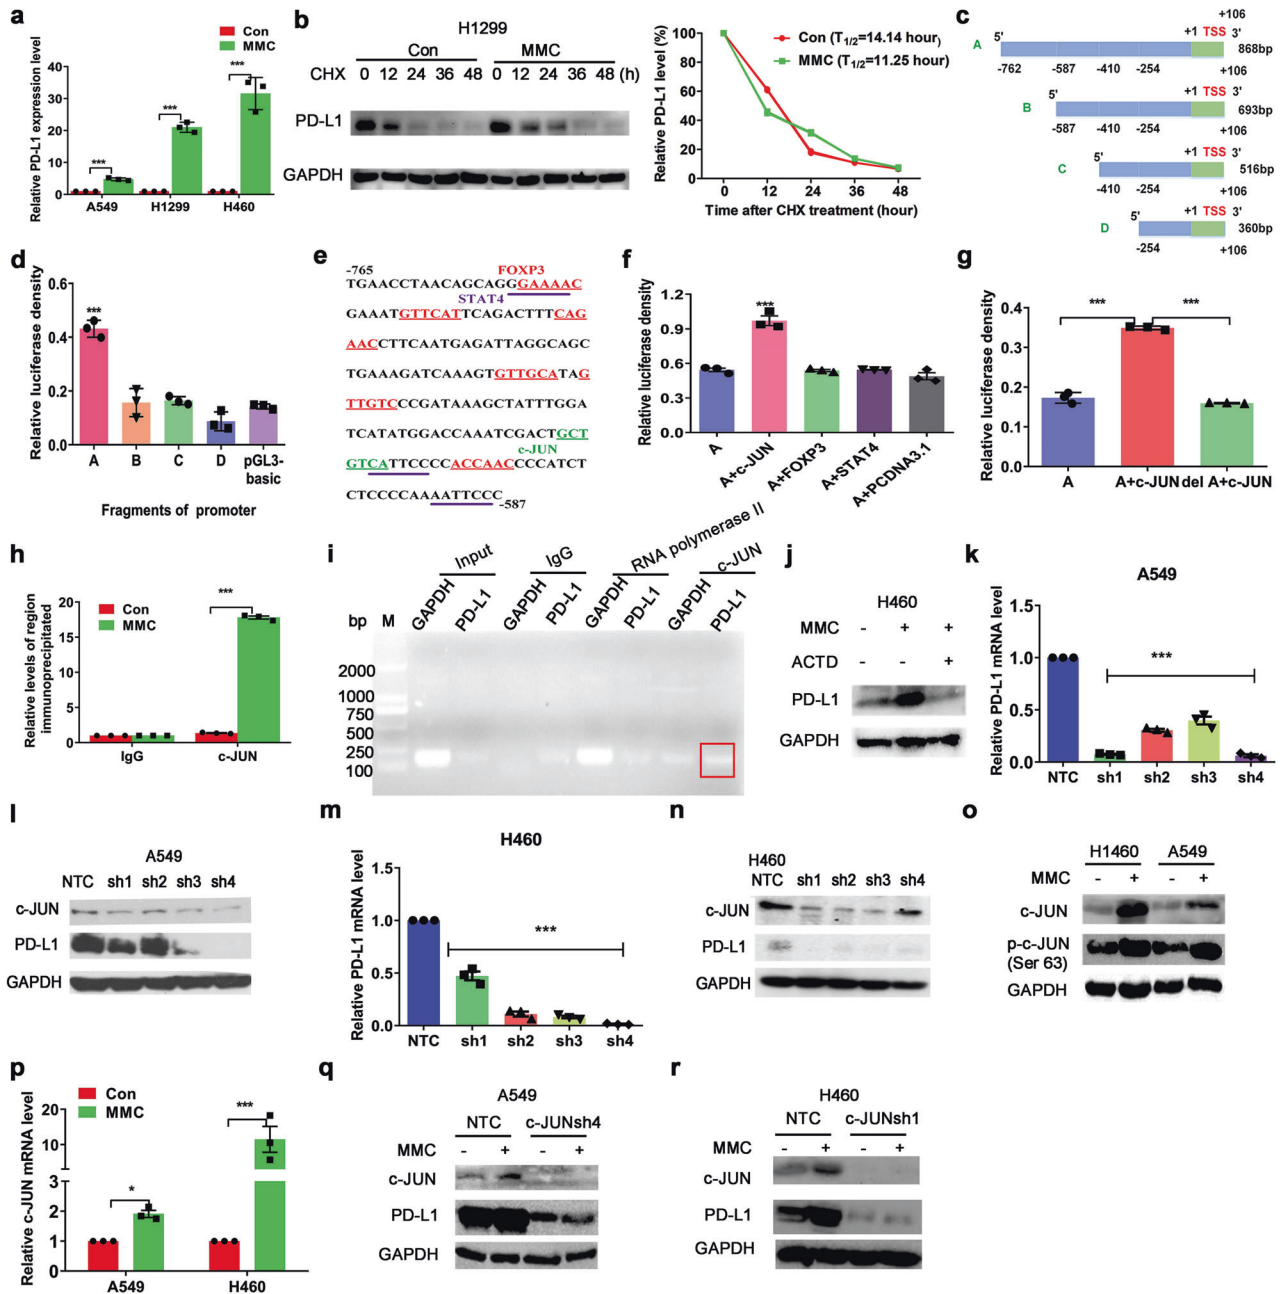 a
Con
MMC
Relative PD-L1 expression level
40
30
20
10
0
***
***
***
A549 H1299 H460
b
H1299
Con MMC
CHX 0 12 24 36 48 0 12 24 36 48 (h)
PD-L1
GAPDH
Relative PD-L1 level (%)
100
80
60
40
20
0
Con (T1/2=14.14 hour)
MMC (T1/2=11.25 hour)
0 12 24 36 48
Time after CHX treatment (hour)
c
+106
+1 TSS 3'
5'
A 868bp
-762 -587 -410 -254 +106
+1 TSS 3'
5'
B 693bp
-587 -410 -254 +106
+1 TSS 3'
5'
C 516bp
-410 -254 +106
+1 TSS 3'
5'
D 360bp
-254 +106
d
Relative luciferase density
0.6
0.4
0.2
0.0
***
A B C D pGL3-
basic
Fragments of promoter
e
-765
FOXP3
TGAACCTAACAGCAGGGAAAAC
STAT4
GAAATGTTCATTCAGACTTTCAG
AACCTTCAATGAGATTAGGCAGC
TGAAAGATCAAAGTGTTGCATAG
TTGTCCCGATAAAGCTATTTGGA
TCATATGGACCAAATCGACTGCT
c-JUN
GTCATTCCCCACCAACCCCATCT
CTCCCCAAAATTCCC
-587
f
Relative luciferase density
1.2
0.9
0.6
0.3
0.0
***
A
A+c-JUN
A+FOXP3
A+STAT4
A+PCDNA3.1
g
Relative luciferase density
0.4
0.3
0.2
0.1
0.0
*** ***
A A+c-JUN del A+c-JUN
h
Relative levels of region
immunoprecipitated
20
15
10
5
0
Con
MMC
***
IgG c-JUN
i
Input IgG RNA polymerase II c-JUN
bp M GAPDH PD-L1 GAPDH PD-L1 GAPDH PD-L1 GAPDH PD-L1
2000
1000
750
500
250
100
j
H460
MMC - + +
ACTD - - +
PD-L1
GAPDH
k
A549
Relative PD-L1 mRNA level
1.5
1.0
0.5
0.0
***
NTC sh1 sh2 sh3 sh4
l
A549
NTC sh1 sh2 sh3 sh4
c-JUN
PD-L1
GAPDH
m
H460
Relative PD-L1 mRNA level
1.5
1.0
0.5
0.0
***
NTC sh1 sh2 sh3 sh4
n
H460
NTC sh1 sh2 sh3 sh4
c-JUN
PD-L1
GAPDH
o
H1460 A549
MMC - + - +
c-JUN
p-c-JUN
(Ser 63)
GAPDH
p
Con
MMC
Relative c-JUN mRNA level
20
10
3
2
1
0
*
***
A549 H460
q
A549
NTC c-JUNsh4
MMC - + - +
c-JUN
PD-L1
GAPDH
r
H460
NTC c-JUNsh1
MMC - + - +
c-JUN
PD-L1
GAPDH